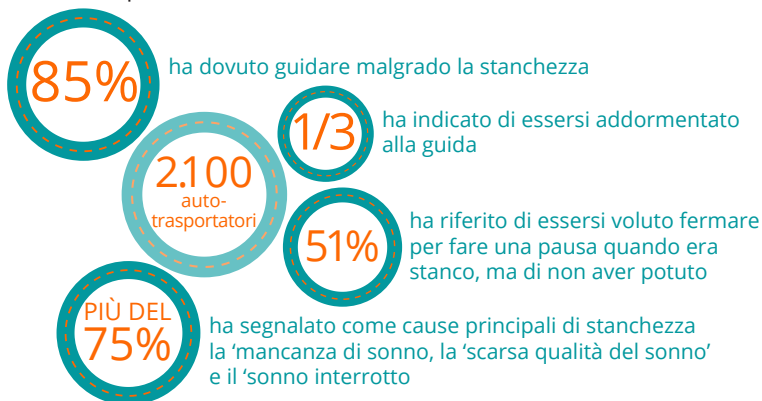 85%
ha dovuto guidare malgrado la stanchezza
1/3
ha indicato di essersi addormentato
alla guida
2.100
auto-
trasportatori
51%
ha riferito di essersi voluto fermare
per fare una pausa quando era
stanco, ma di non aver potuto
PIÙ DEL
75%
ha segnalato come cause principali di stanchezza
la ‘mancanza di sonno, la ‘scarsa qualità del sonno’
e il ‘sonno interrotto